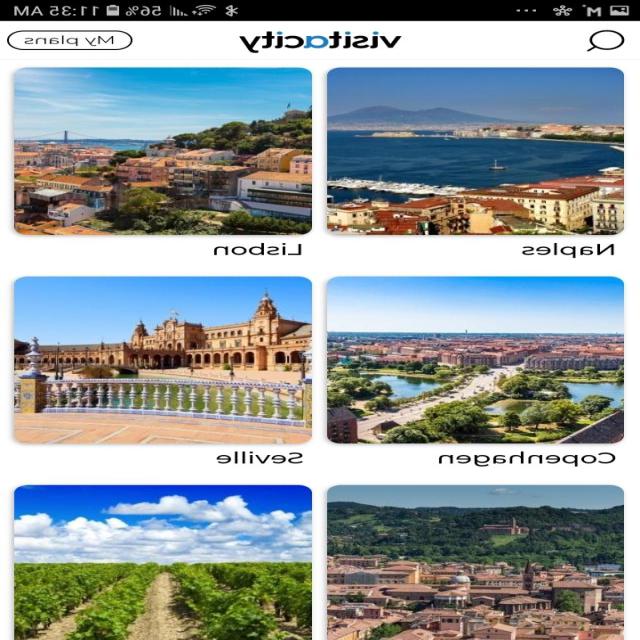 M 56% 11:35 AM
visitacity
My plans
Naples
Lisbon
Copenhagen
Seville